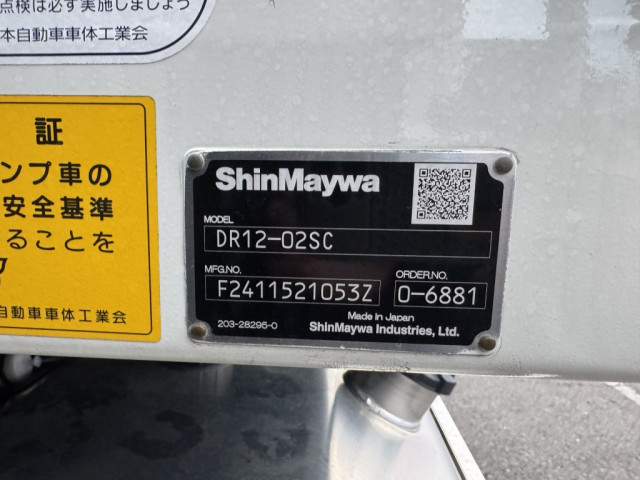 点検は必ず実施しましょう
本自動車車体工業会
証
ンプ車の
安全基準
ることを
自動車車体工業会
ShinMaywa
MODEL
DR12-02SC
MFG.NO.
ORDER.NO.
F2411521053Z
0-6881
Made in Japan
203-28295-0
ShinMaywa Industries, Ltd.